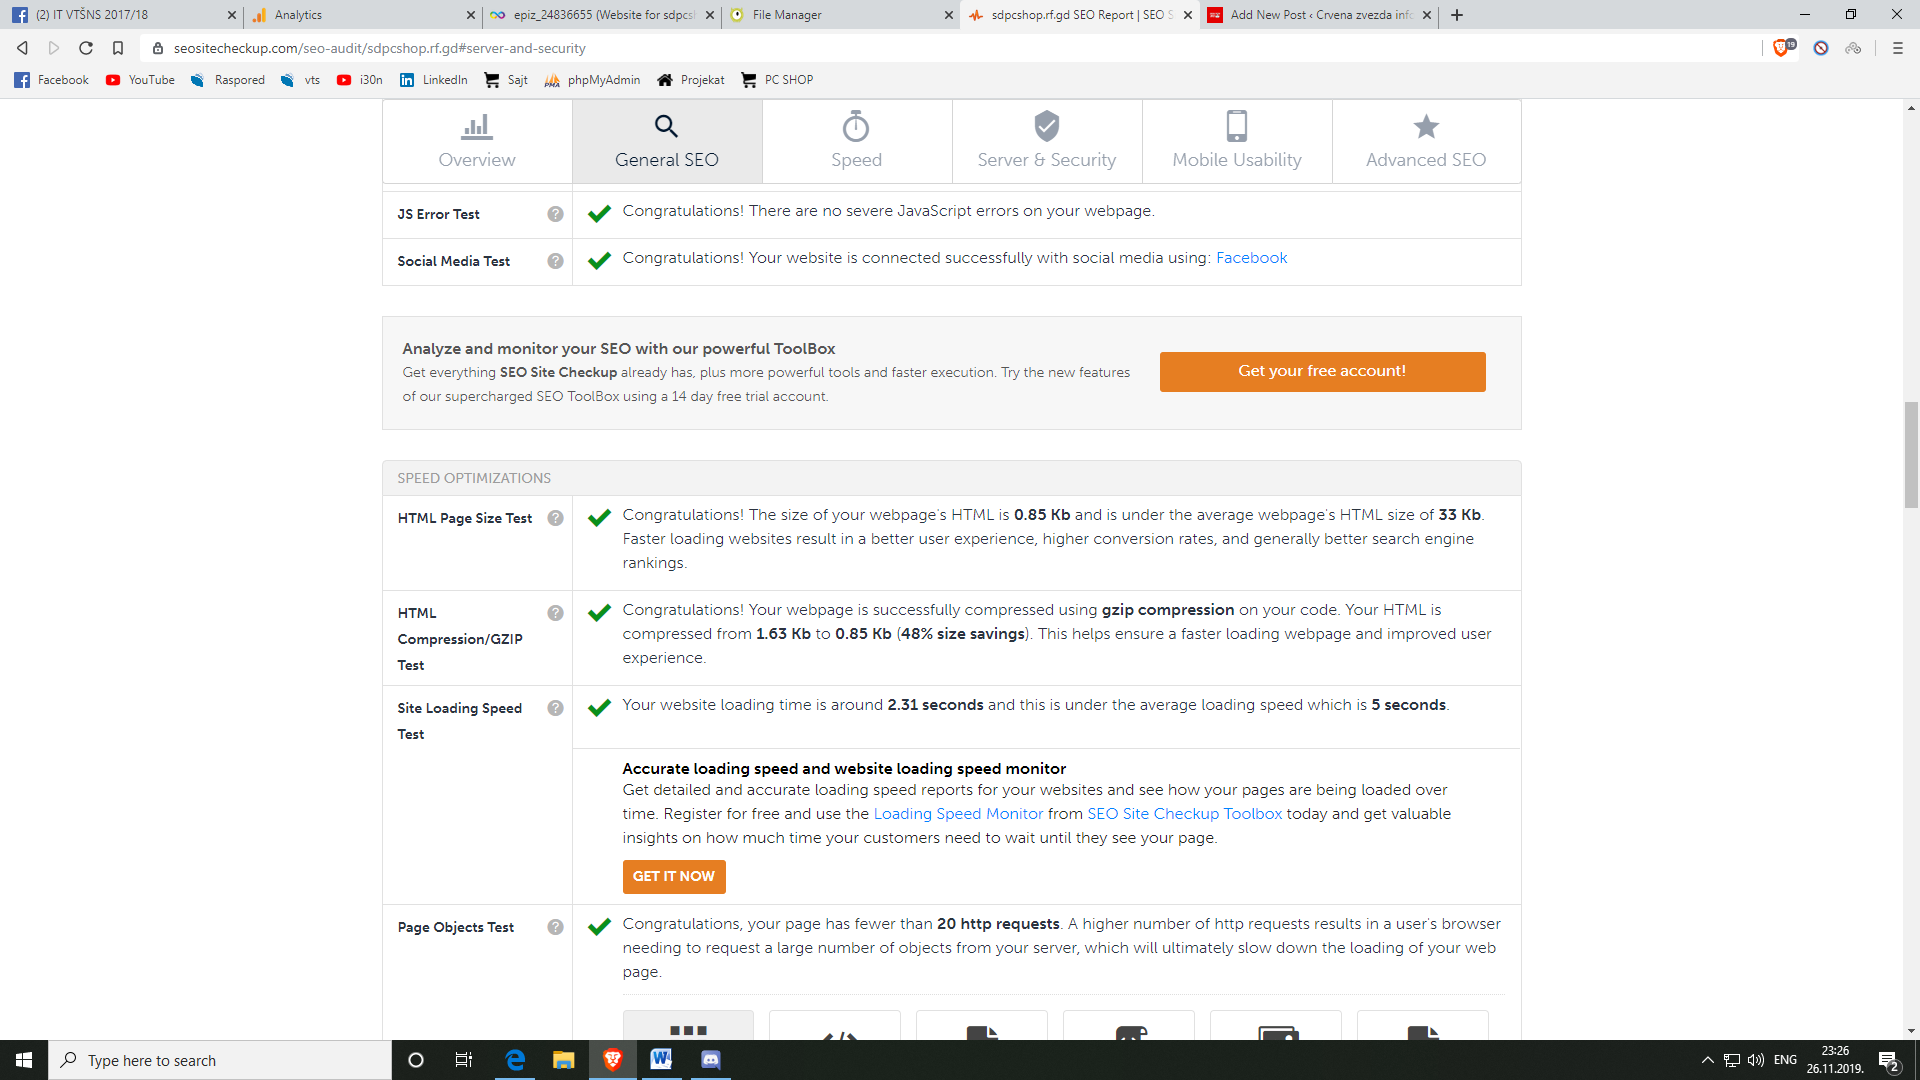 (2) IT VTŠNS 2017/18
Analytics
epiz_24836655 (Website for sdpcsl
File Manager
sdpcshop.rf.gd SEO Report | SEO S
Add New Post ‹ Crvena zvezda info
seositecheckup.com/seo-audit/sdpcshop.rf.gd#server-and-security
19
Facebook
YouTube
Raspored
vts
i30n
LinkedIn
Sajt
PMA
phpMyAdmin
Projekat
PC SHOP
Overview
General SEO
Speed
Server & Security
Mobile Usability
Advanced SEO
JS Error Test
?
Congratulations! There are no severe JavaScript errors on your webpage.
Social Media Test
?
Congratulations! Your website is connected successfully with social media using: Facebook
Analyze and monitor your SEO with our powerful ToolBox
Get everything SEO Site Checkup already has, plus more powerful tools and faster execution. Try the new features
of our supercharged SEO ToolBox using a 14 day free trial account.
Get your free account!
SPEED OPTIMIZATIONS
HTML Page Size Test
?
Congratulations! The size of your webpage's HTML is 0.85 Kb and is under the average webpage's HTML size of 33 Kb.
Faster loading websites result in a better user experience, higher conversion rates, and generally better search engine
rankings.
HTML
Compression/GZIP
Test
?
Congratulations! Your webpage is successfully compressed using gzip compression on your code. Your HTML is
compressed from 1.63 Kb to 0.85 Kb (48% size savings). This helps ensure a faster loading webpage and improved user
experience.
Site Loading Speed
Test
?
Your website loading time is around 2.31 seconds and this is under the average loading speed which is 5 seconds.
Accurate loading speed and website loading speed monitor
Get detailed and accurate loading speed reports for your websites and see how your pages are being loaded over
time. Register for free and use the Loading Speed Monitor from SEO Site Checkup Toolbox today and get valuable
insights on how much time your customers need to wait until they see your page.
GET IT NOW
Page Objects Test
?
Congratulations, your page has fewer than 20 http requests. A higher number of http requests results in a user's browser
needing to request a large number of objects from your server, which will ultimately slow down the loading of your web
page.
Type here to search
ENG
23:26
26.11.2019.
2